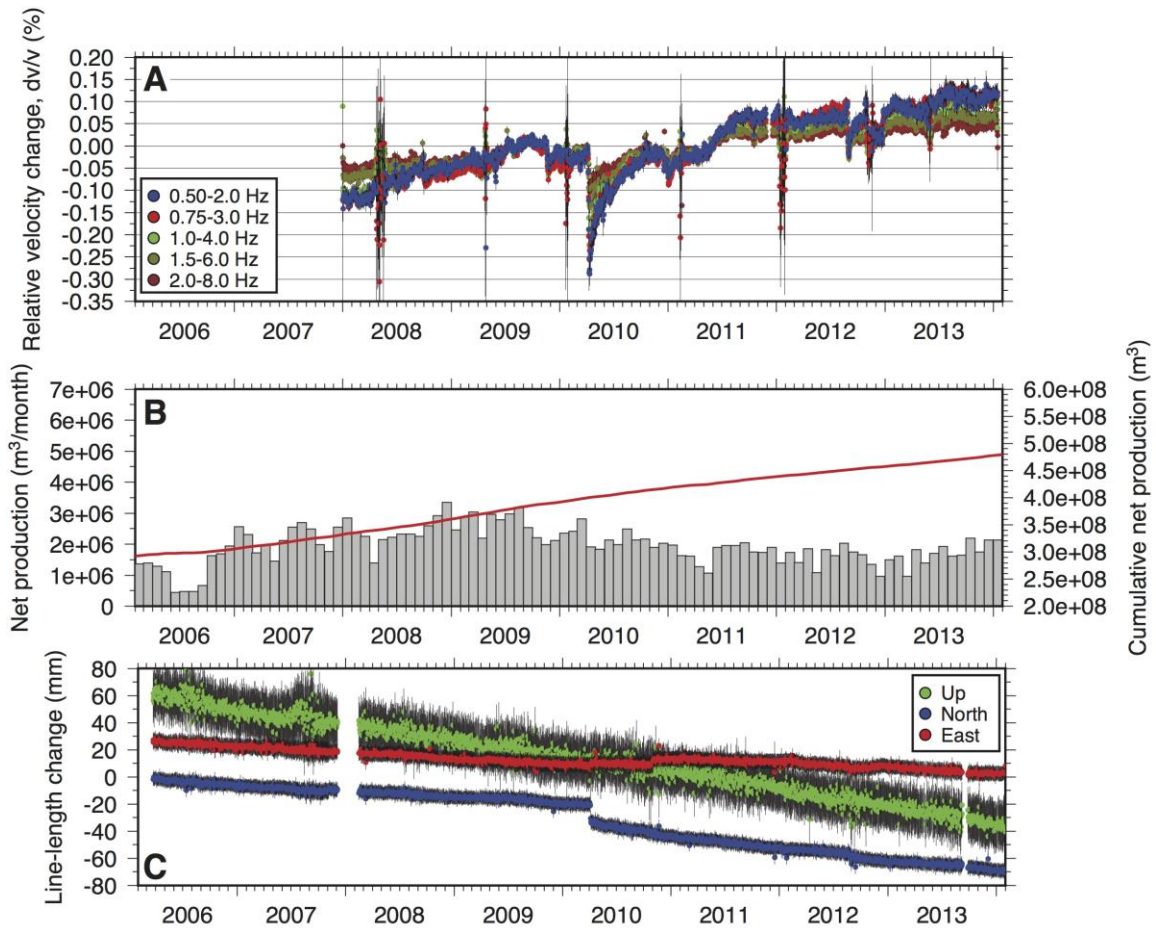 Relative velocity change, dv/v (%)
A
0.20
0.15
0.10
0.05
0.00
-0.05
-0.10
-0.15
-0.20
-0.25
-0.30
-0.35
0.50-2.0 Hz
0.75-3.0 Hz
1.0-4.0 Hz
1.5-6.0 Hz
2.0-8.0 Hz
2006 2007 2008 2009 2010 2011 2012 2013
Net production (m³/month)
B
7e+06
6e+06
5e+06
4e+06
3e+06
2e+06
1e+06
0
6.0e+08
5.5e+08
5.0e+08
4.5e+08
4.0e+08
3.5e+08
3.0e+08
2.5e+08
2.0e+08
Cumulative net production (m³)
2006 2007 2008 2009 2010 2011 2012 2013
Line-length change (mm)
80
60
40
20
0
-20
-40
-60
-80
Up
North
East
C
2006 2007 2008 2009 2010 2011 2012 2013